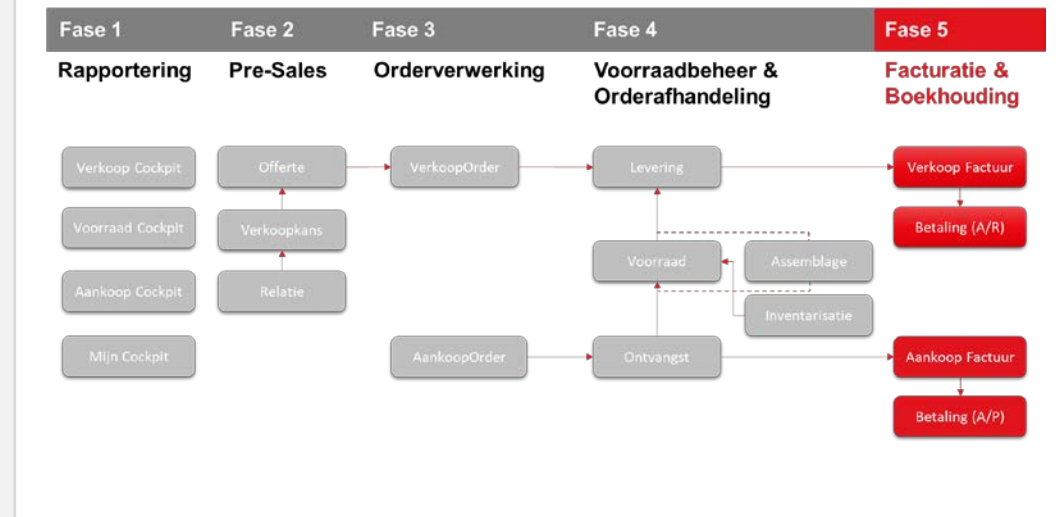 Fase 1
Fase 2
Fase 3
Fase 4
Fase 5
Rapportering
Pre-Sales
Orderverwerking
Voorraadbeheer &
Orderafhandeling
Facturatie &
Boekhouding
Verkoop Cockpit
Offerte
VerkoopOrder
Levering
Verkoop Factuur
Voorraad Cockpit
Verkoopkans
Betaling (A/R)
Voorraad
Assemblage
Aankoop Cockpit
Relatie
Inventarisatie
Mijn Cockpit
AankoopOrder
Ontvangst
Aankoop Factuur
Betaling (A/P)